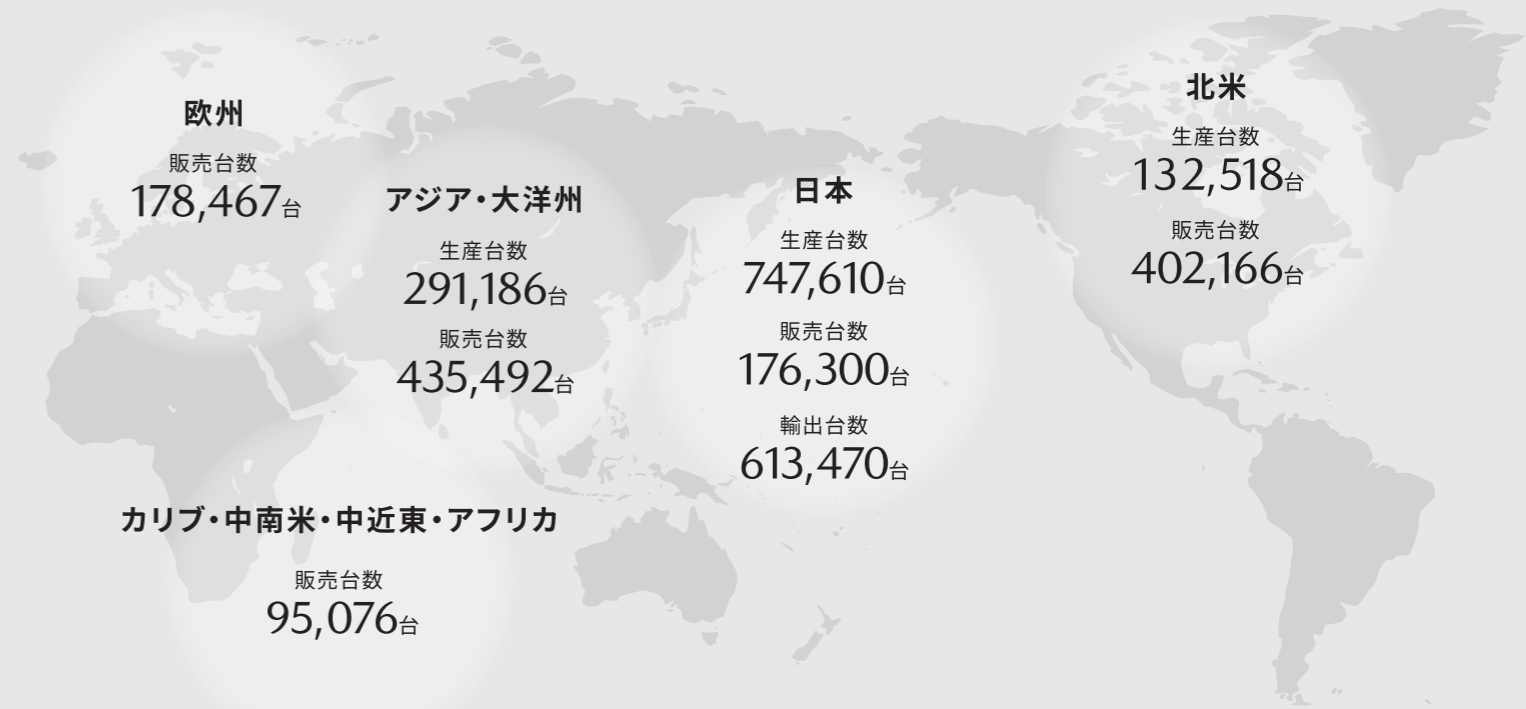 欧州
販売台数
178,467台
アジア・大洋州
生産台数
291,186台
販売台数
435,492台
日本
生産台数
747,610台
販売台数
176,300台
輸出台数
613,470台
北米
生産台数
132,518台
販売台数
402,166台
カリブ・中南米・中近東・アフリカ
販売台数
95,076台